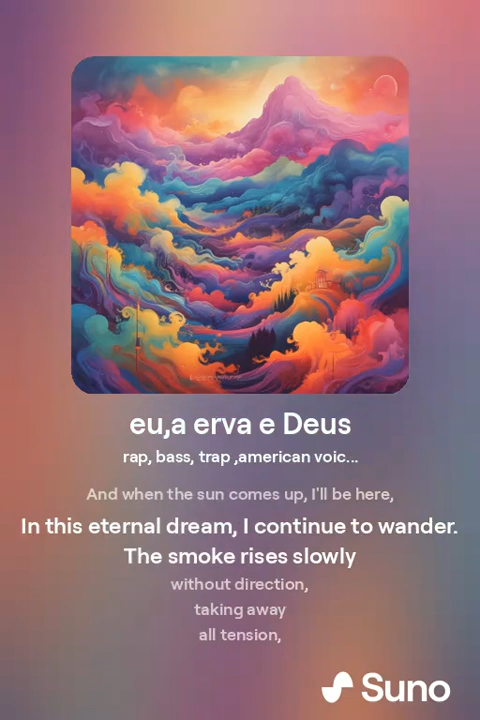 eu,a erva e Deus
rap, bass, trap ,american voic...
And when the sun comes up, I'll be here,
In this eternal dream, I continue to wander.
The smoke rises slowly
without direction,
taking away
all tension,
Suno